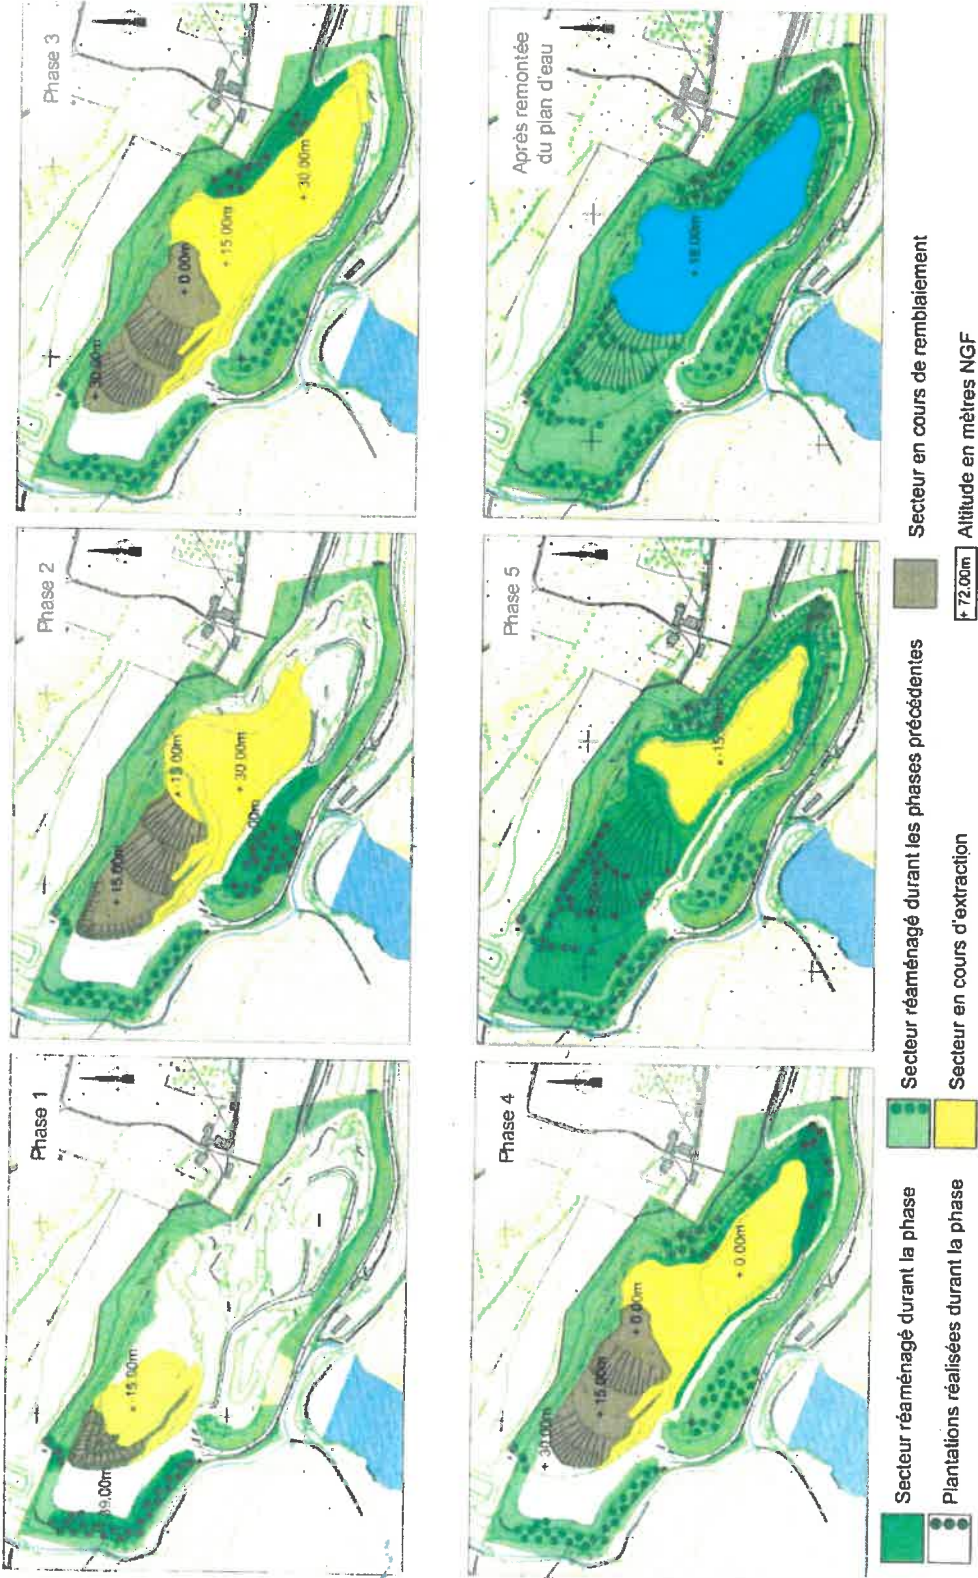 Phase 1
39.00m
- 15.00m
Phase 2
+ 15.00m
- 15.00m
+ 30.00m
00m
Phase 3
+ 30.00m
+ 0.00m
+ 15.00m
+ 30.00m
Phase 4
+ 30.00m
+ 15.00m
+ 0.00m
+ 0.00m
Phase 5
Après remontée
du plan d'eau
+ 18.00m
Secteur réaménagé durant la phase
Plantations réalisées durant la phase
Secteur réaménagé durant les phases précédentes
Secteur en cours d'extraction
Secteur en cours de remblaiement
+ 72.00m Altitude en mètres NGF